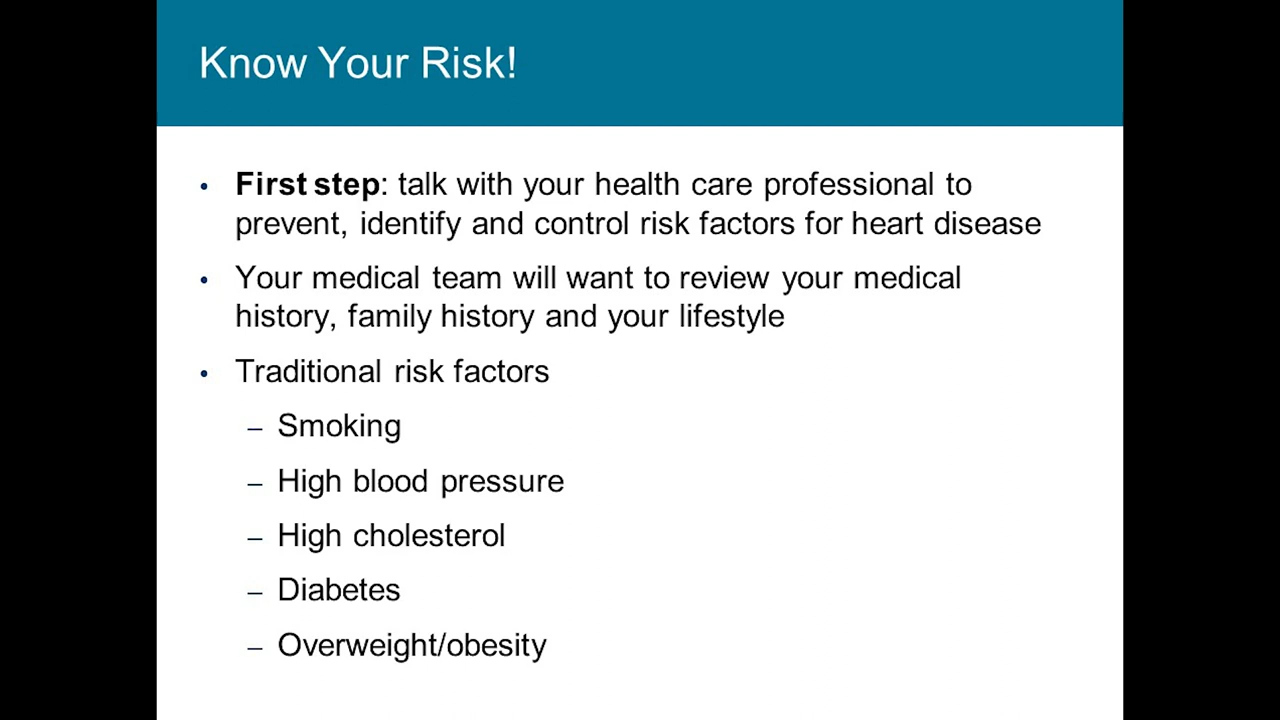 Know Your Risk!
• First step: talk with your health care professional to
prevent, identify and control risk factors for heart disease
• Your medical team will want to review your medical
history, family history and your lifestyle
• Traditional risk factors
– Smoking
– High blood pressure
– High cholesterol
– Diabetes
– Overweight/obesity